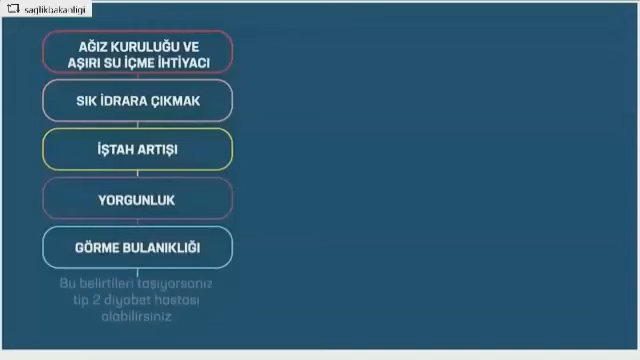 saglikbakanligi
AĞIZ KURULUĞU VE
AŞIRI SU İÇME İHTİYACI
SIK İDRARA ÇIKMAK
İŞTAH ARTIŞI
YORGUNLUK
GÖRME BULANIKLIĞI
Bu belirtileri taşıyorsanız
tip 2 diyabet hastası
olabilirsiniz